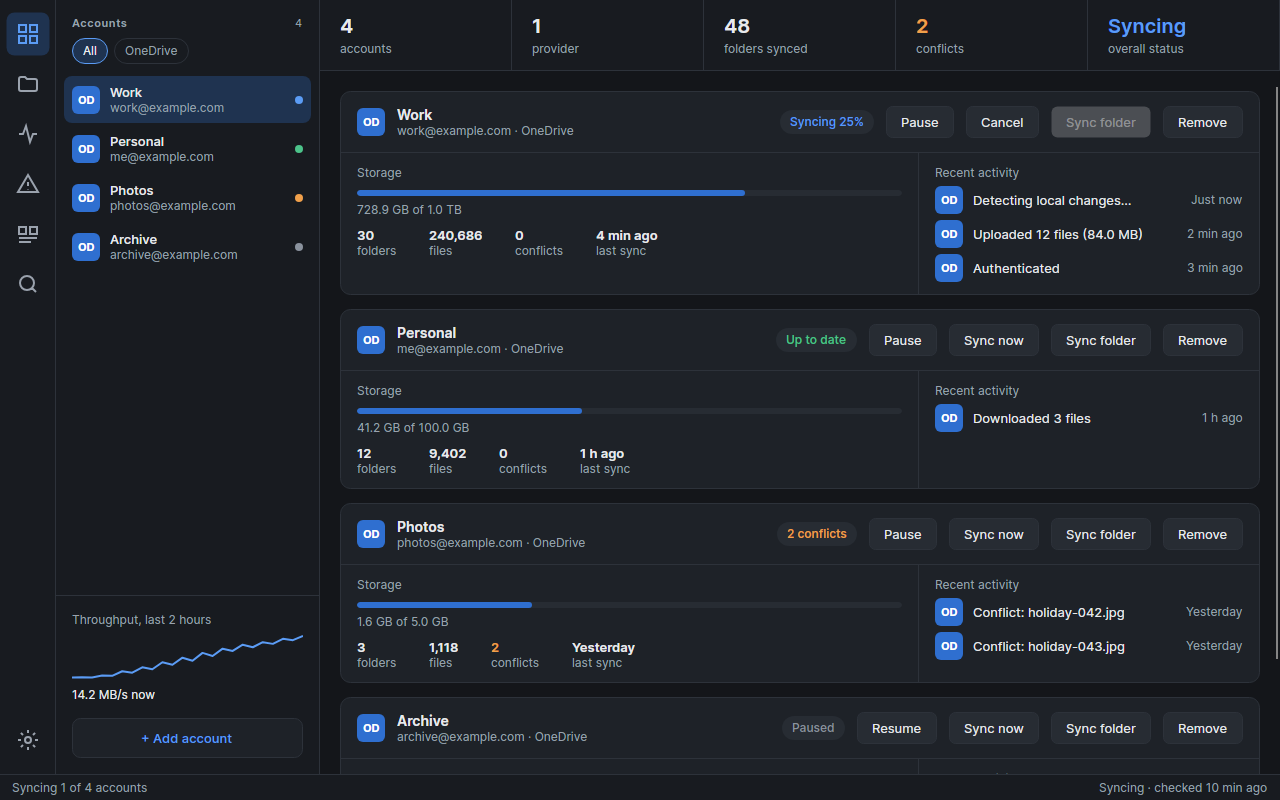 Accounts 4
All OneDrive
OD Work
work@example.com
OD Personal
me@example.com
OD Photos
photos@example.com
OD Archive
archive@example.com
Throughput, last 2 hours
14.2 MB/s now
+ Add account
4 accounts
1 provider
48 folders synced
2 conflicts
Syncing overall status
OD Work
work@example.com · OneDrive
Syncing 25% Pause Cancel Sync folder Remove
Storage
728.9 GB of 1.0 TB
30 folders
240,686 files
0 conflicts
4 min ago last sync
Recent activity
OD Detecting local changes... Just now
OD Uploaded 12 files (84.0 MB) 2 min ago
OD Authenticated 3 min ago
OD Personal
me@example.com · OneDrive
Up to date Pause Sync now Sync folder Remove
Storage
41.2 GB of 100.0 GB
12 folders
9,402 files
0 conflicts
1 h ago last sync
Recent activity
OD Downloaded 3 files 1 h ago
OD Photos
photos@example.com · OneDrive
2 conflicts Pause Sync now Sync folder Remove
Storage
1.6 GB of 5.0 GB
3 folders
1,118 files
2 conflicts
Yesterday last sync
Recent activity
OD Conflict: holiday-042.jpg Yesterday
OD Conflict: holiday-043.jpg Yesterday
OD Archive
archive@example.com · OneDrive
Paused Resume Sync now Sync folder Remove
Syncing 1 of 4 accounts
Syncing · checked 10 min ago